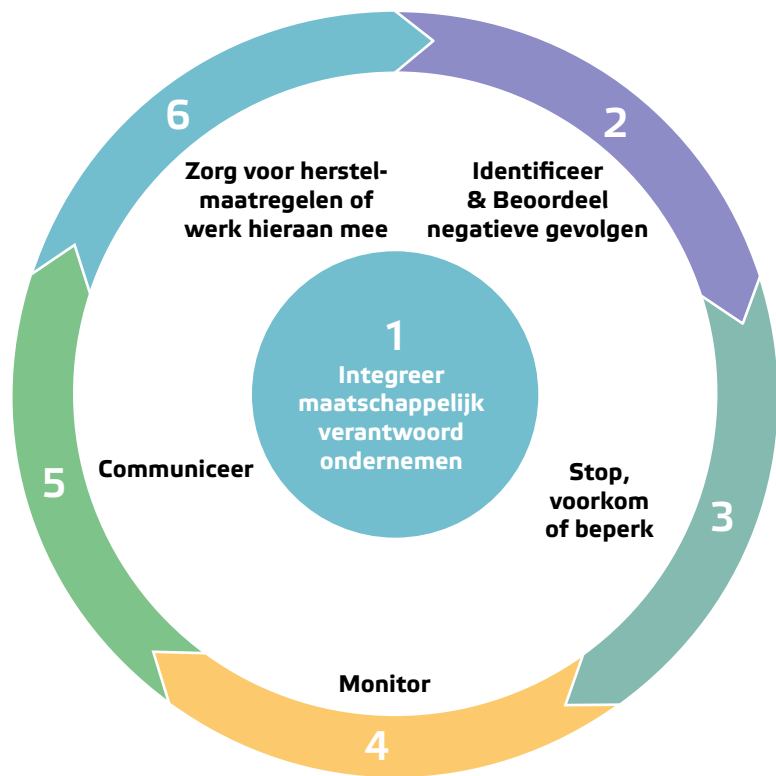 1
Integreer
maatschappelijk
verantwoord
ondernemen
2
Identificeer
& Beoordeel
negatieve gevolgen
3
Stop,
voorkom
of beperk
4
Monitor
5
Communiceer
6
Zorg voor herstel-
maatregelen of
werk hieraan mee